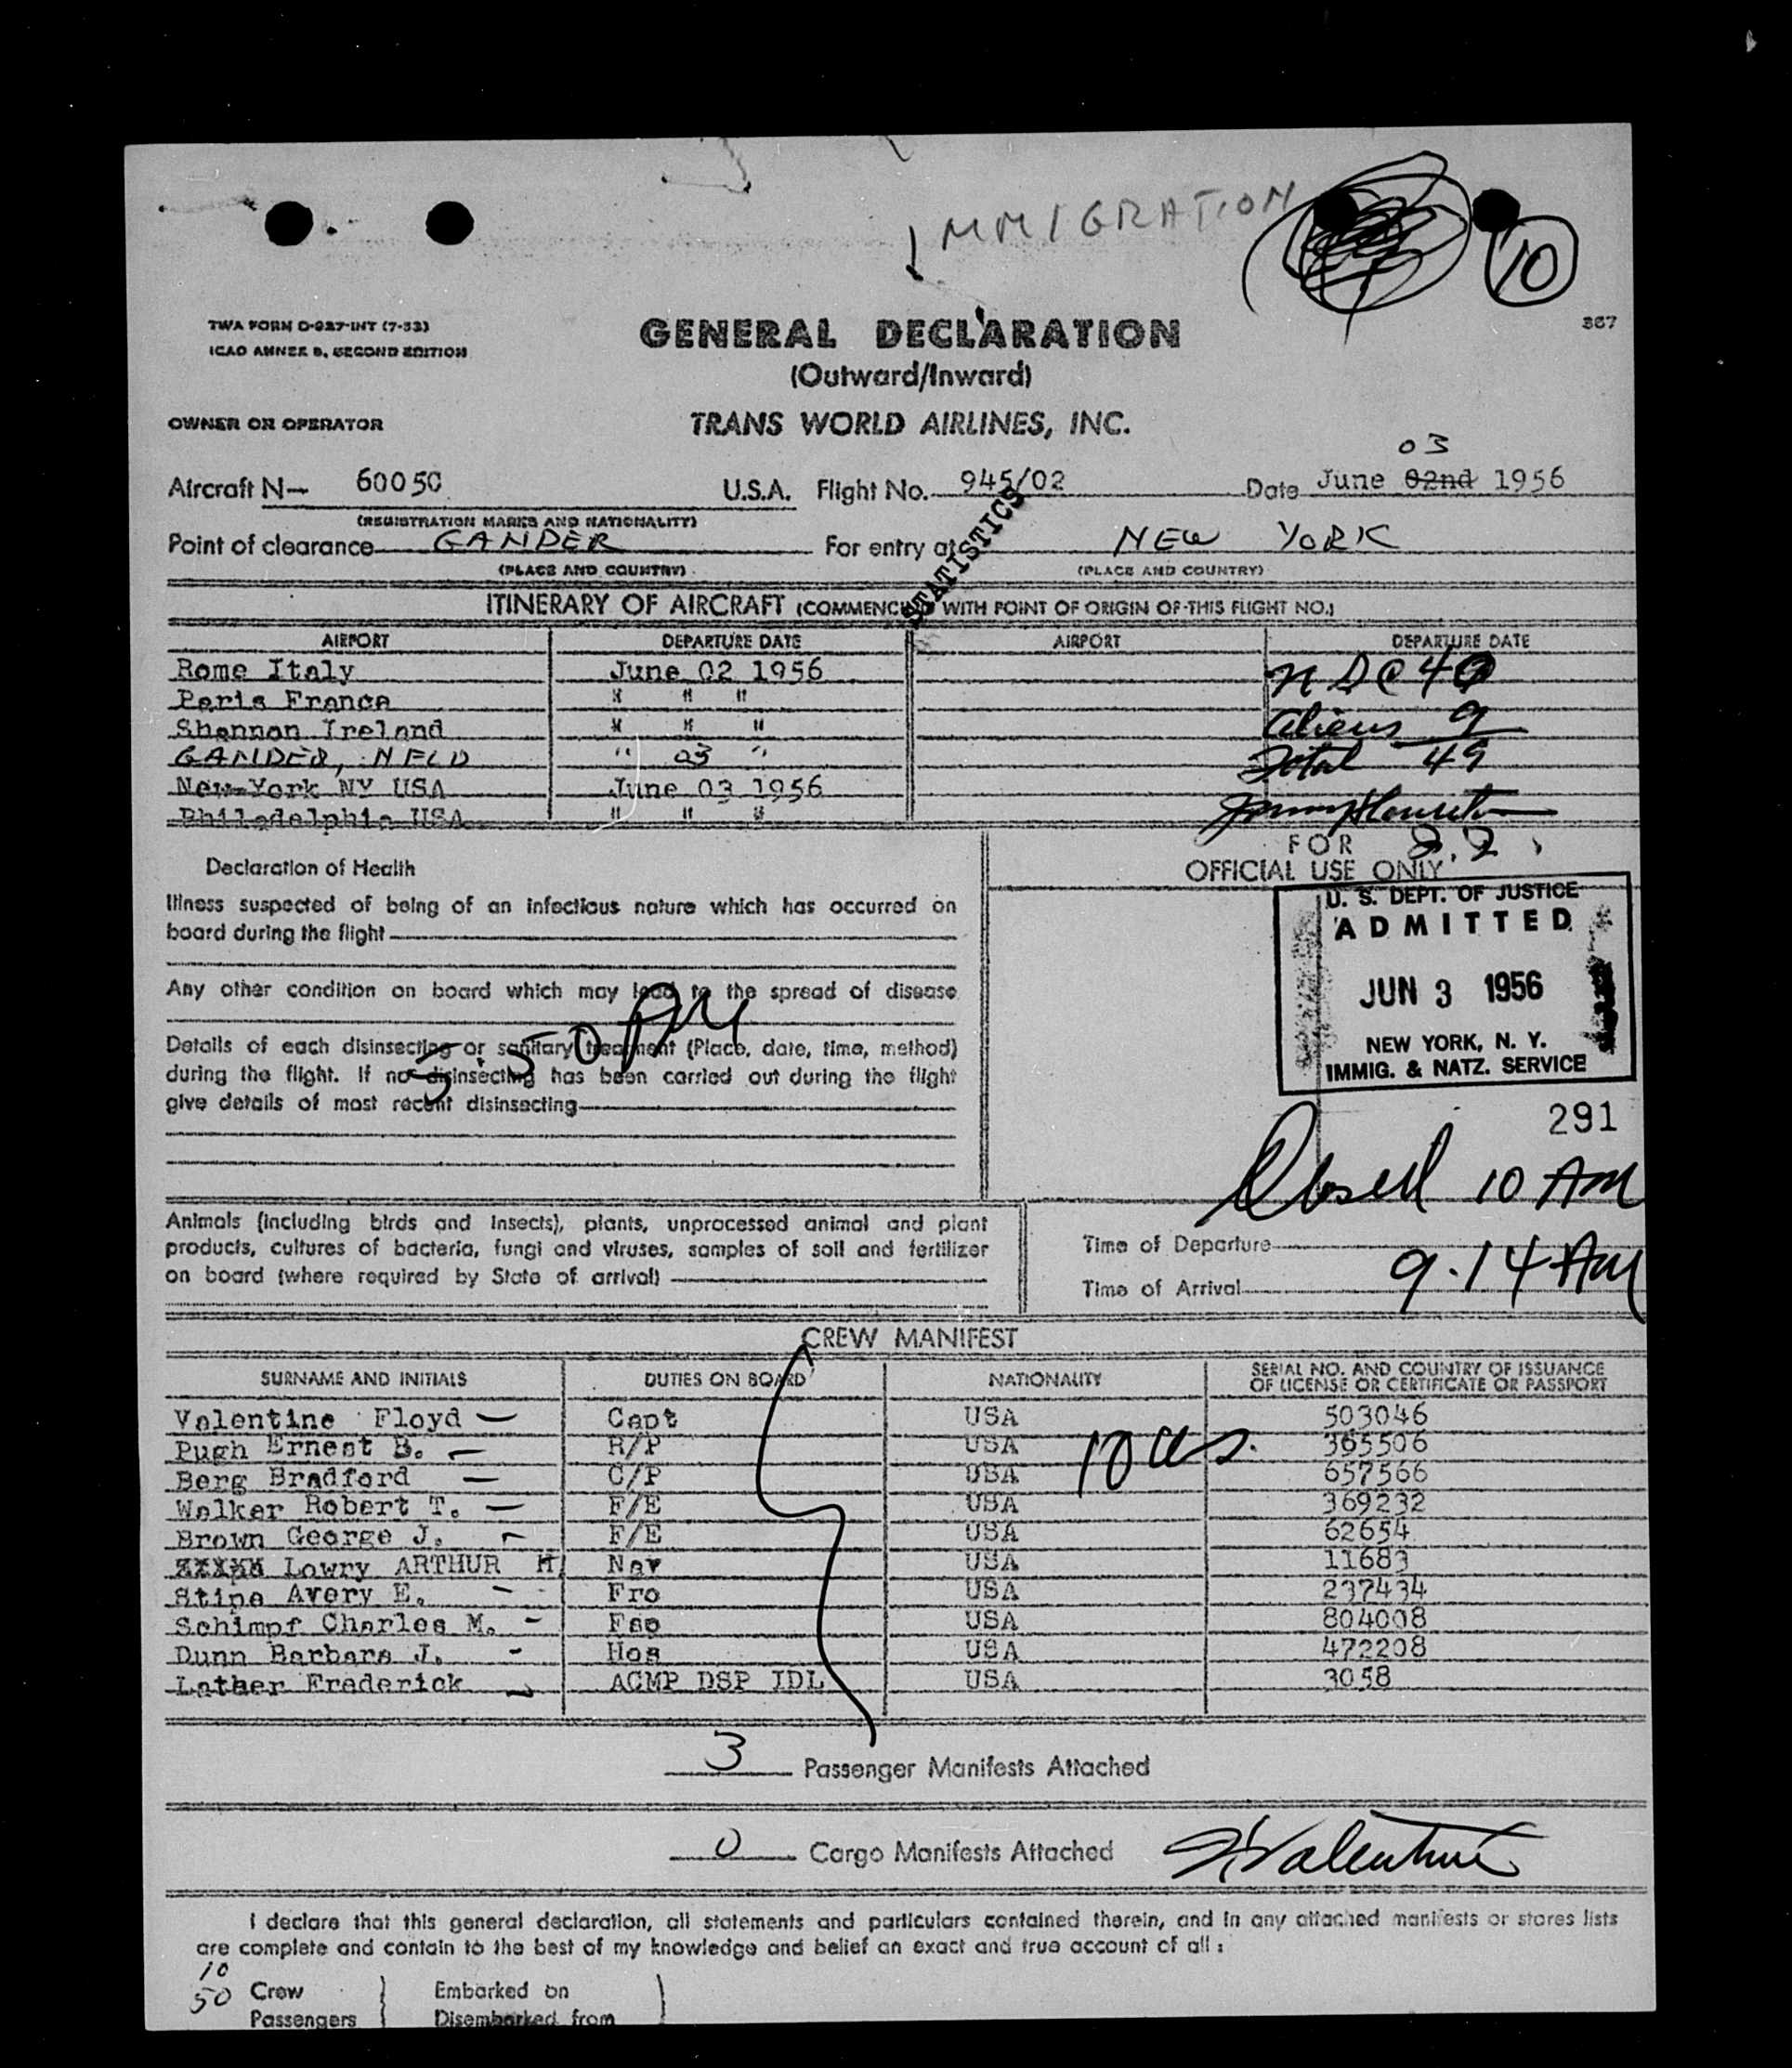 IMMIGRATION
10
367
TWA FORM D-927-INT (7-53)
ICAO ANNEX 9, SECOND EDITION
GENERAL DECLARATION
(Outward/Inward)
OWNER OR OPERATOR
TRANS WORLD AIRLINES, INC.
03
Aircraft N- 6005C U.S.A. Flight No. 945/02 Date June 02nd 1956
(REGISTRATION MARKS AND NATIONALITY)
Point of clearance GANDER For entry at NEW YORK
(PLACE AND COUNTRY) (PLACE AND COUNTRY)
STATISTICS
ITINERARY OF AIRCRAFT (COMMENCING WITH POINT OF ORIGIN OF THIS FLIGHT NO.)
AIRPORT DEPARTURE DATE AIRPORT DEPARTURE DATE
Rome Italy June 02 1956
Paris France " " "
Shannon Ireland " " "
GANDER, NFLD " 03 "
New-York NY USA June 03 1956
Philadelphia USA " " "
Aliens 9
Total 49
FOR
OFFICIAL USE ONLY
Declaration of Health
Illness suspected of being of an infectious nature which has occurred on
board during the flight
Any other condition on board which may lead to the spread of disease
Details of each disinsecting or sanitary treatment (Place, date, time, method)
during the flight. If no disinsecting has been carried out during the flight
give details of most recent disinsecting
5:50 PM
U. S. DEPT. OF JUSTICE
ADMITTED
JUN 3 1956
NEW YORK, N. Y.
IMMIG. & NATZ. SERVICE
291
Closed 10 AM
Animals (including birds and insects), plants, unprocessed animal and plant
products, cultures of bacteria, fungi and viruses, samples of soil and fertilizer
on board (where required by State of arrival)
Time of Departure
Time of Arrival 9.14 AM
CREW MANIFEST
SURNAME AND INITIALS DUTIES ON BOARD NATIONALITY SERIAL NO. AND COUNTRY OF ISSUANCE
OF LICENSE OR CERTIFICATE OR PASSPORT
Valentine Floyd Capt USA 503046
Pugh Ernest B. R/P USA 365506
Berg Bradford C/P USA 657566
Walker Robert T. F/E USA 369232
Brown George J. F/E USA 62654
Lowry ARTHUR H Nav USA 11683
Stipe Avery E. Fro USA 237434
Schimpf Charles M. Fso USA 804008
Dunn Barbara J. Hos USA 472208
Lather Frederick ACMP DSP IDL USA 3058
10 us.
3 Passenger Manifests Attached
0 Cargo Manifests Attached
F Valentine
I declare that this general declaration, all statements and particulars contained therein, and in any attached manifests or stores lists
are complete and contain to the best of my knowledge and belief an exact and true account of all :
10 Crew Embarked on
50 Passengers Disembarked from